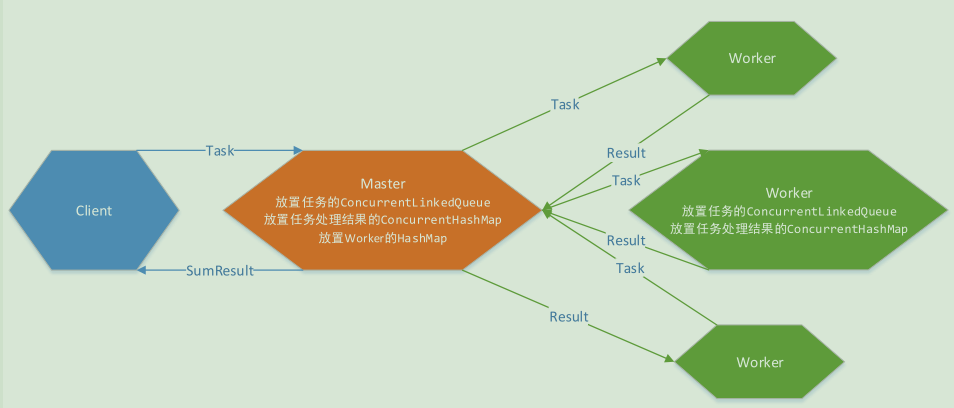 Worker
Task
Task
Result
Client
Master
放置任务的ConcurrentLinkedQueue
放置任务处理结果的ConcurrentHashMap
放置Worker的HashMap
Task
Worker
放置任务的ConcurrentLinkedQueue
放置任务处理结果的ConcurrentHashMap
Result
SumResult
Task
Result
Worker